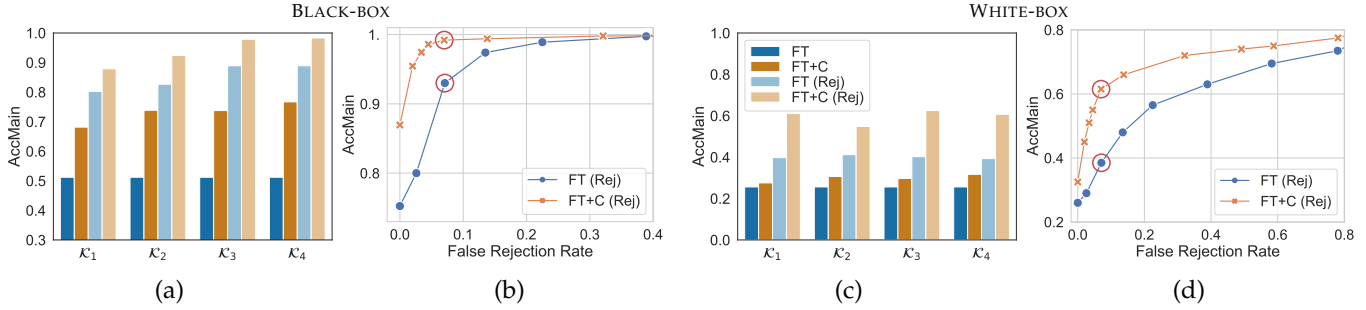 BLACK-BOX
WHITE-BOX
AccMain
1.0
0.9
0.8
0.7
0.6
0.5
0.4
0.3
𝒦₁ 𝒦₂ 𝒦₃ 𝒦₄
(a)
AccMain
1.
0.9
0.8
FT (Rej)
FT+C (Rej)
0.0 0.1 0.2 0.3 0.4
False Rejection Rate
(b)
AccMain
1.0
0.8
0.6
0.4
0.2
0.0
FT
FT+C
FT (Rej)
FT+C (Rej)
𝒦₁ 𝒦₂ 𝒦₃ 𝒦₄
(c)
AccMain
0.8
0.6
0.4
0.2
FT (Rej)
FT+C (Rej)
0.0 0.2 0.4 0.6 0.8
False Rejection Rate
(d)